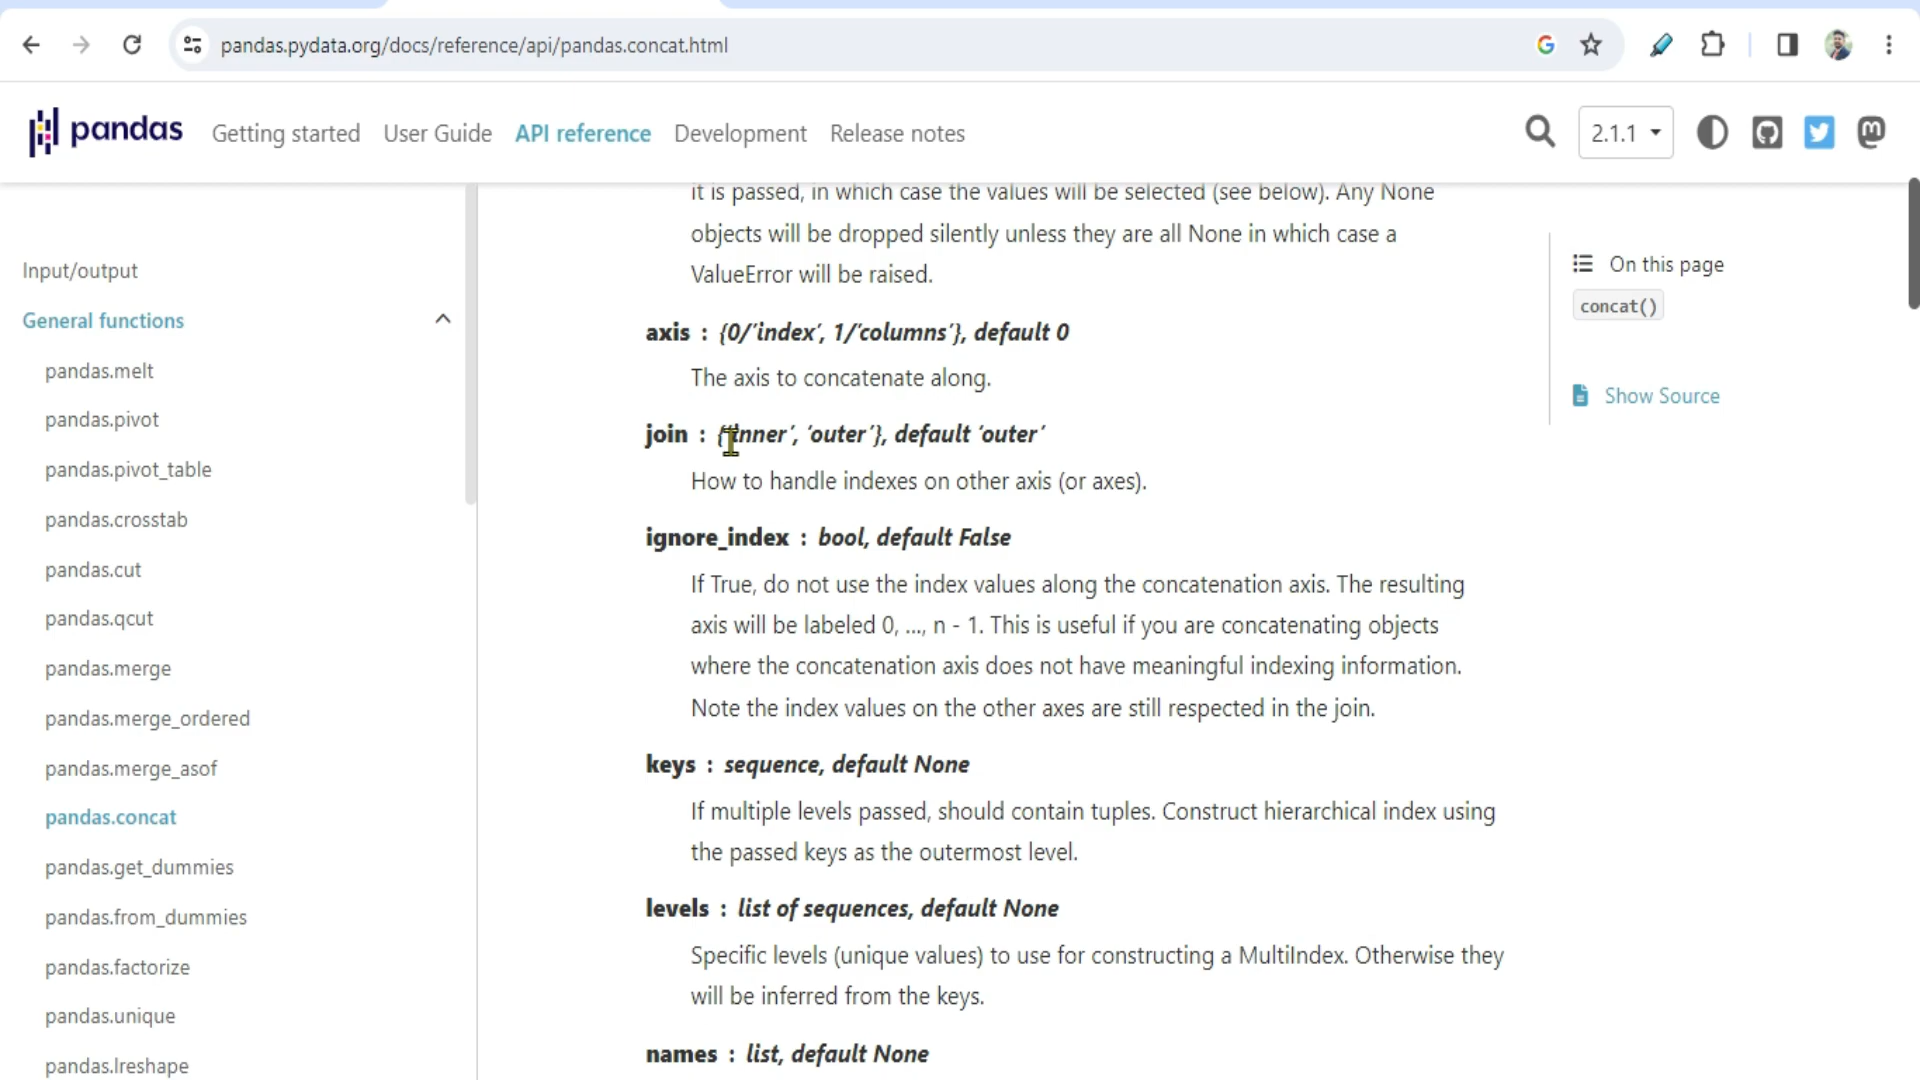 pandas.pydata.org/docs/reference/api/pandas.concat.html
pandas
Getting started
User Guide
API reference
Development
Release notes
2.1.1
Input/output
General functions
pandas.melt
pandas.pivot
pandas.pivot_table
pandas.crosstab
pandas.cut
pandas.qcut
pandas.merge
pandas.merge_ordered
pandas.merge_asof
pandas.concat
pandas.get_dummies
pandas.from_dummies
pandas.factorize
pandas.unique
pandas.lreshape
it is passed, in which case the values will be selected (see below). Any None
objects will be dropped silently unless they are all None in which case a
ValueError will be raised.
axis : {0/’index’, 1/’columns’}, default 0
The axis to concatenate along.
join : {‘inner’, ‘outer’}, default ‘outer’
How to handle indexes on other axis (or axes).
ignore_index : bool, default False
If True, do not use the index values along the concatenation axis. The resulting
axis will be labeled 0, …, n - 1. This is useful if you are concatenating objects
where the concatenation axis does not have meaningful indexing information.
Note the index values on the other axes are still respected in the join.
keys : sequence, default None
If multiple levels passed, should contain tuples. Construct hierarchical index using
the passed keys as the outermost level.
levels : list of sequences, default None
Specific levels (unique values) to use for constructing a MultiIndex. Otherwise they
will be inferred from the keys.
names : list, default None
On this page
concat()
Show Source